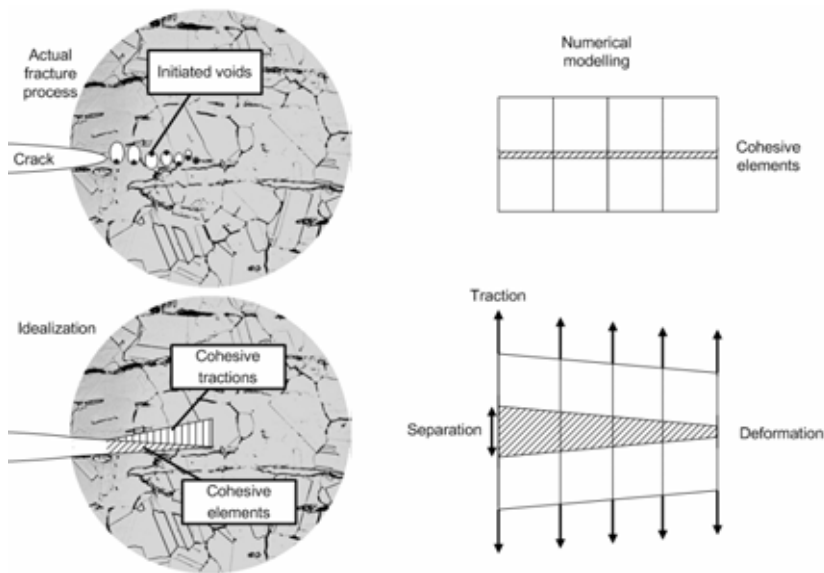 Actual
fracture
process
Initiated voids
Crack
Numerical
modelling
Cohesive
elements
Idealization
Cohesive
tractions
Cohesive
elements
Traction
Separation
Deformation